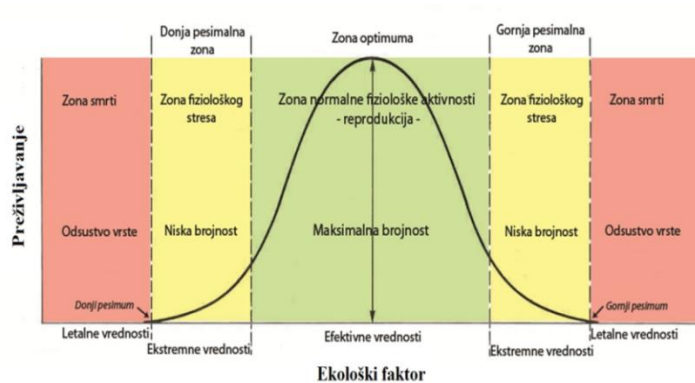 Donja pesimalna
zona
Zona optimuma
Gornja pesimalna
zona
Zona smrti
Zona fiziološkog
stresa
Zona normalne fiziološke aktivnosti
- reprodukcija -
Zona fiziološkog
stresa
Zona smrti
Preživljavanje
Odsustvo vrste
Niska brojnost
Maksimalna brojnost
Niska brojnost
Odsustvo vrste
Donji pesimum
Gornji pesimum
Letalne vrednosti
Ekstremne vrednosti
Efektivne vrednosti
Ekstremne vrednosti
Letalne vrednosti
Ekološki faktor